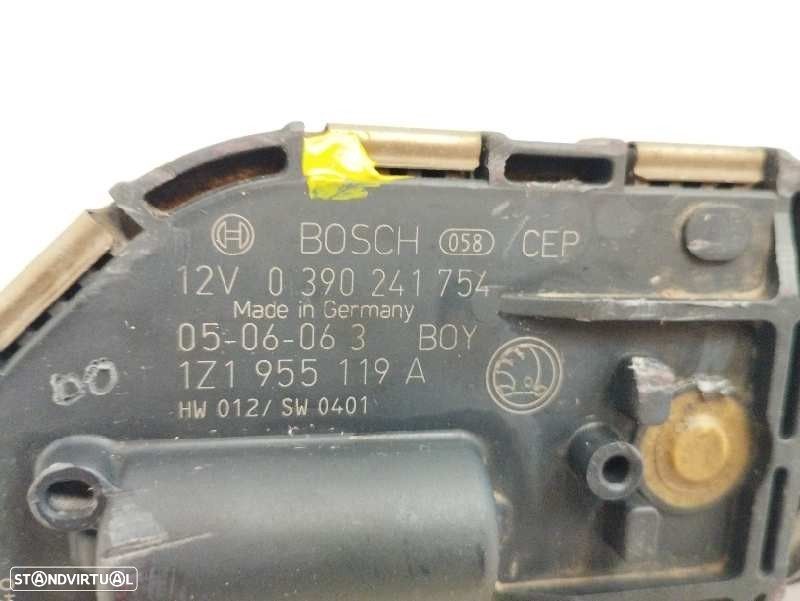 BOSCH 058 CEP
12V 0 390 241 754
Made in Germany
05-06-06 3 BOY
1Z1 955 119 A
HW 012/ SW 0401
STANDVIRTUAL